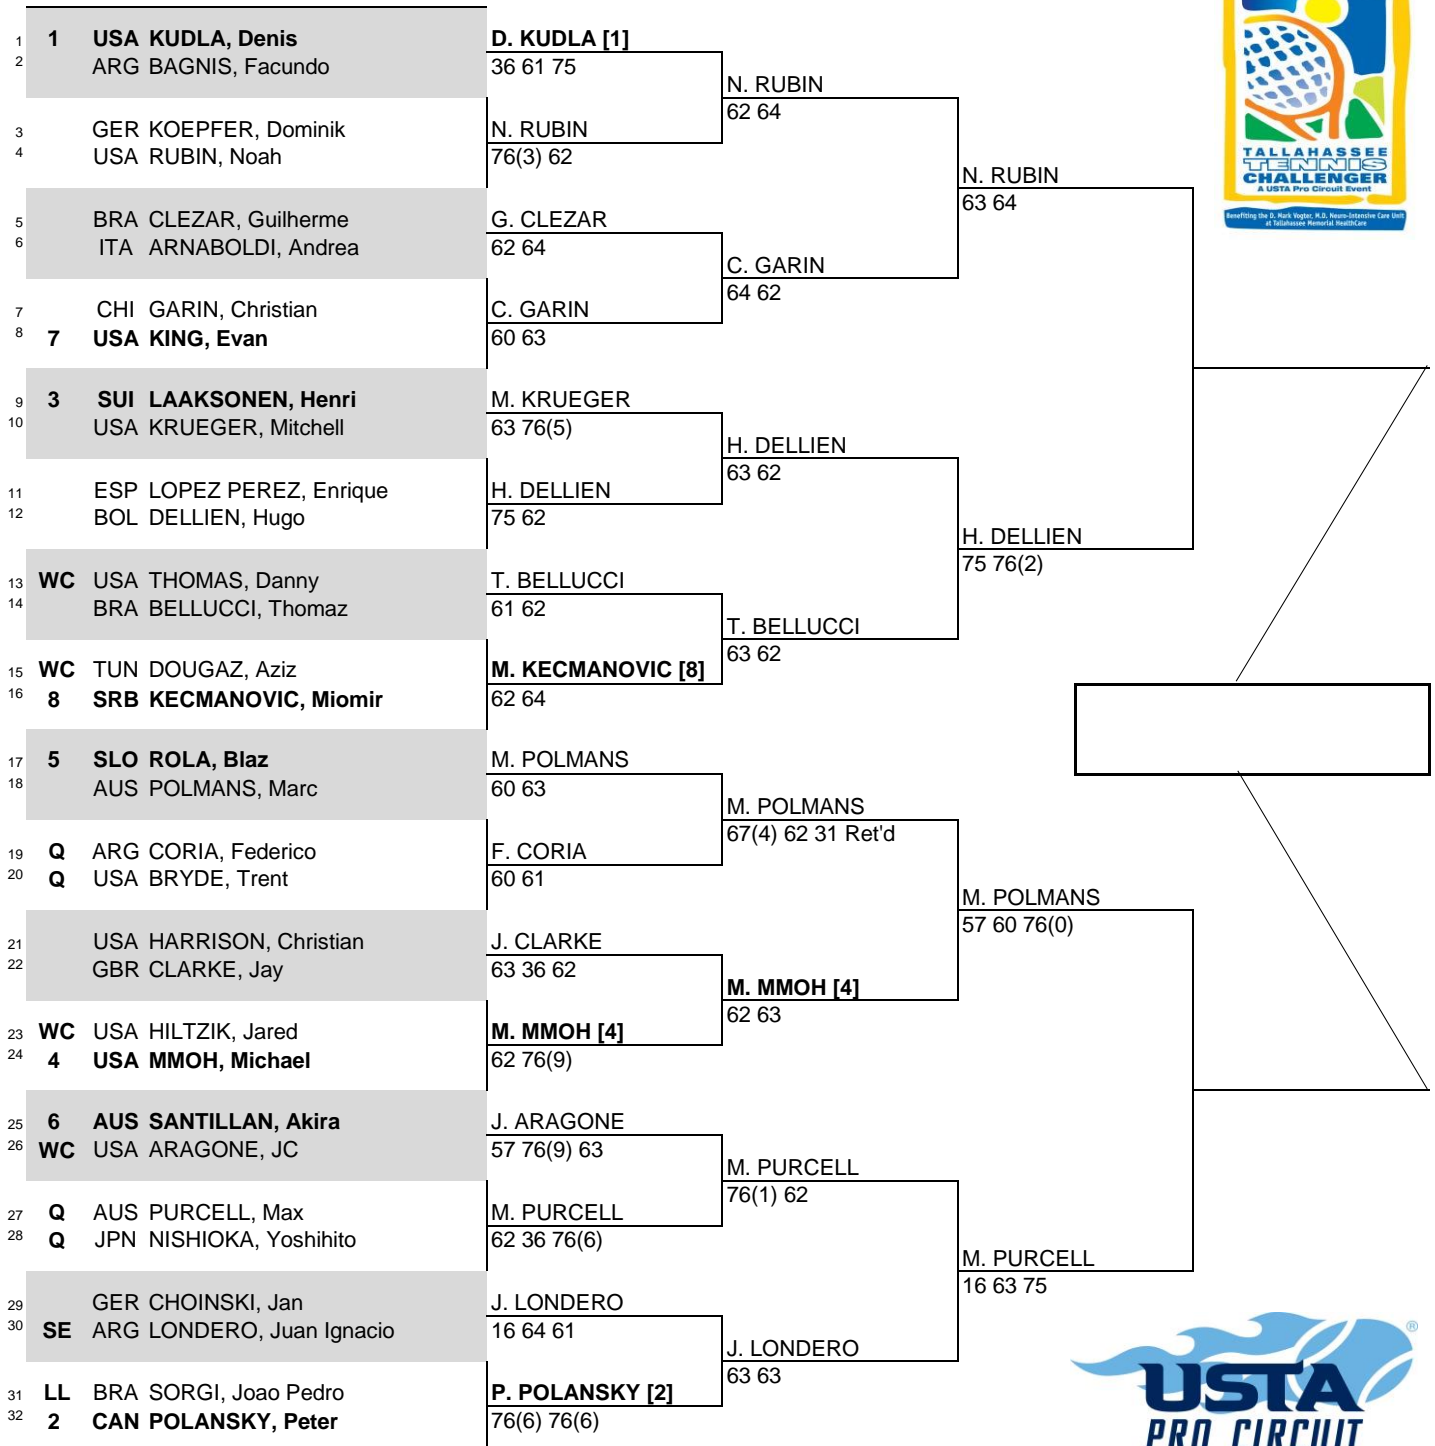 1 1 USA KUDLA, Denis
2 ARG BAGNIS, Facundo
3 GER KOEPFER, Dominik
4 USA RUBIN, Noah
5 BRA CLEZAR, Guilherme
6 ITA ARNABOLDI, Andrea
7 CHI GARIN, Christian
8 7 USA KING, Evan
9 3 SUI LAAKSONEN, Henri
10 USA KRUEGER, Mitchell
11 ESP LOPEZ PEREZ, Enrique
12 BOL DELLIEN, Hugo
13 WC USA THOMAS, Danny
14 BRA BELLUCCI, Thomaz
15 WC TUN DOUGAZ, Aziz
16 8 SRB KECMANOVIC, Miomir
17 5 SLO ROLA, Blaz
18 AUS POLMANS, Marc
19 Q ARG CORIA, Federico
20 Q USA BRYDE, Trent
21 USA HARRISON, Christian
22 GBR CLARKE, Jay
23 WC USA HILTZIK, Jared
24 4 USA MMOH, Michael
25 6 AUS SANTILLAN, Akira
26 WC USA ARAGONE, JC
27 Q AUS PURCELL, Max
28 Q JPN NISHIOKA, Yoshihito
29 GER CHOINSKI, Jan
30 SE ARG LONDERO, Juan Ignacio
31 LL BRA SORGI, Joao Pedro
32 2 CAN POLANSKY, Peter
D. KUDLA [1]
36 61 75
N. RUBIN
76(3) 62
G. CLEZAR
62 64
C. GARIN
60 63
M. KRUEGER
63 76(5)
H. DELLIEN
75 62
T. BELLUCCI
61 62
M. KECMANOVIC [8]
62 64
M. POLMANS
60 63
F. CORIA
60 61
J. CLARKE
63 36 62
M. MMOH [4]
62 76(9)
J. ARAGONE
57 76(9) 63
M. PURCELL
62 36 76(6)
J. LONDERO
16 64 61
P. POLANSKY [2]
76(6) 76(6)
N. RUBIN
62 64
C. GARIN
64 62
H. DELLIEN
63 62
T. BELLUCCI
63 62
M. POLMANS
67(4) 62 31 Ret'd
M. MMOH [4]
62 63
M. PURCELL
76(1) 62
J. LONDERO
63 63
N. RUBIN
63 64
H. DELLIEN
75 76(2)
M. POLMANS
57 60 76(0)
M. PURCELL
16 63 75
TALLAHASSEE
TENNIS
CHALLENGER
A USTA Pro Circuit Event
Benefiting the D. Mark Vogter, M.D. Neuro-Intensive Care Unit
at Tallahassee Memorial HealthCare
®
USTA
PRO CIRCUIT